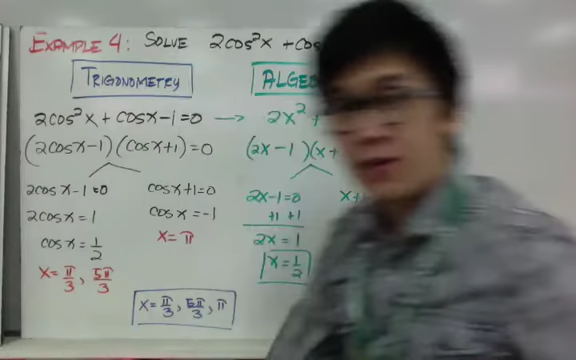 EXAMPLE 4: SOLVE 2cos²x + cos
TRIGONOMETRY
2cos²x + cosx - 1 = 0 →
(2cosx-1)(cosx+1) = 0
2cosx-1=0
2cosx = 1
cosx = 1/2
x = π/3, 5π/3
cosx+1=0
cosx = -1
x = π
x = π/3, 5π/3, π
ALGE
2x² +
(2x-1)(x+
2x-1=0
+1 +1
2x = 1
x = 1/2
x+